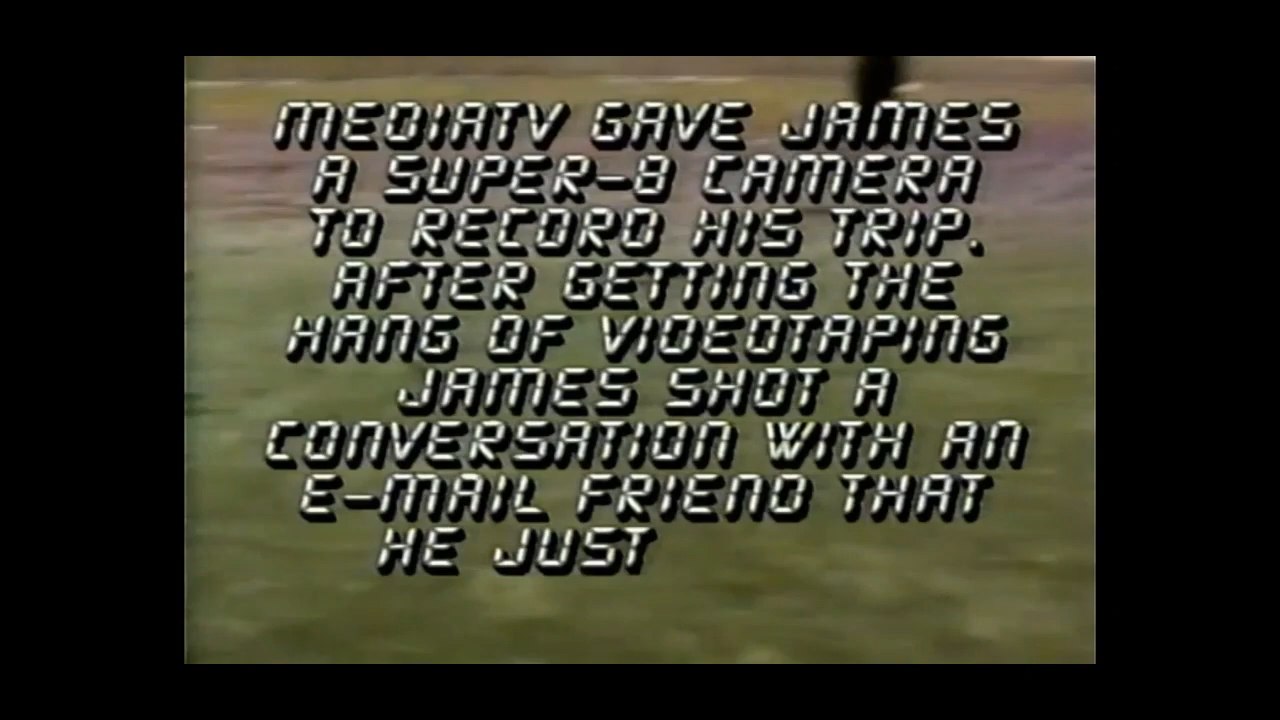 MEDIATV GAVE JAMES
A SUPER-8 CAMERA
TO RECORD HIS TRIP.
AFTER GETTING THE
HANG OF VIDEOTAPING
JAMES SHOT A
CONVERSATION WITH AN
E-MAIL FRIEND THAT
HE JUST